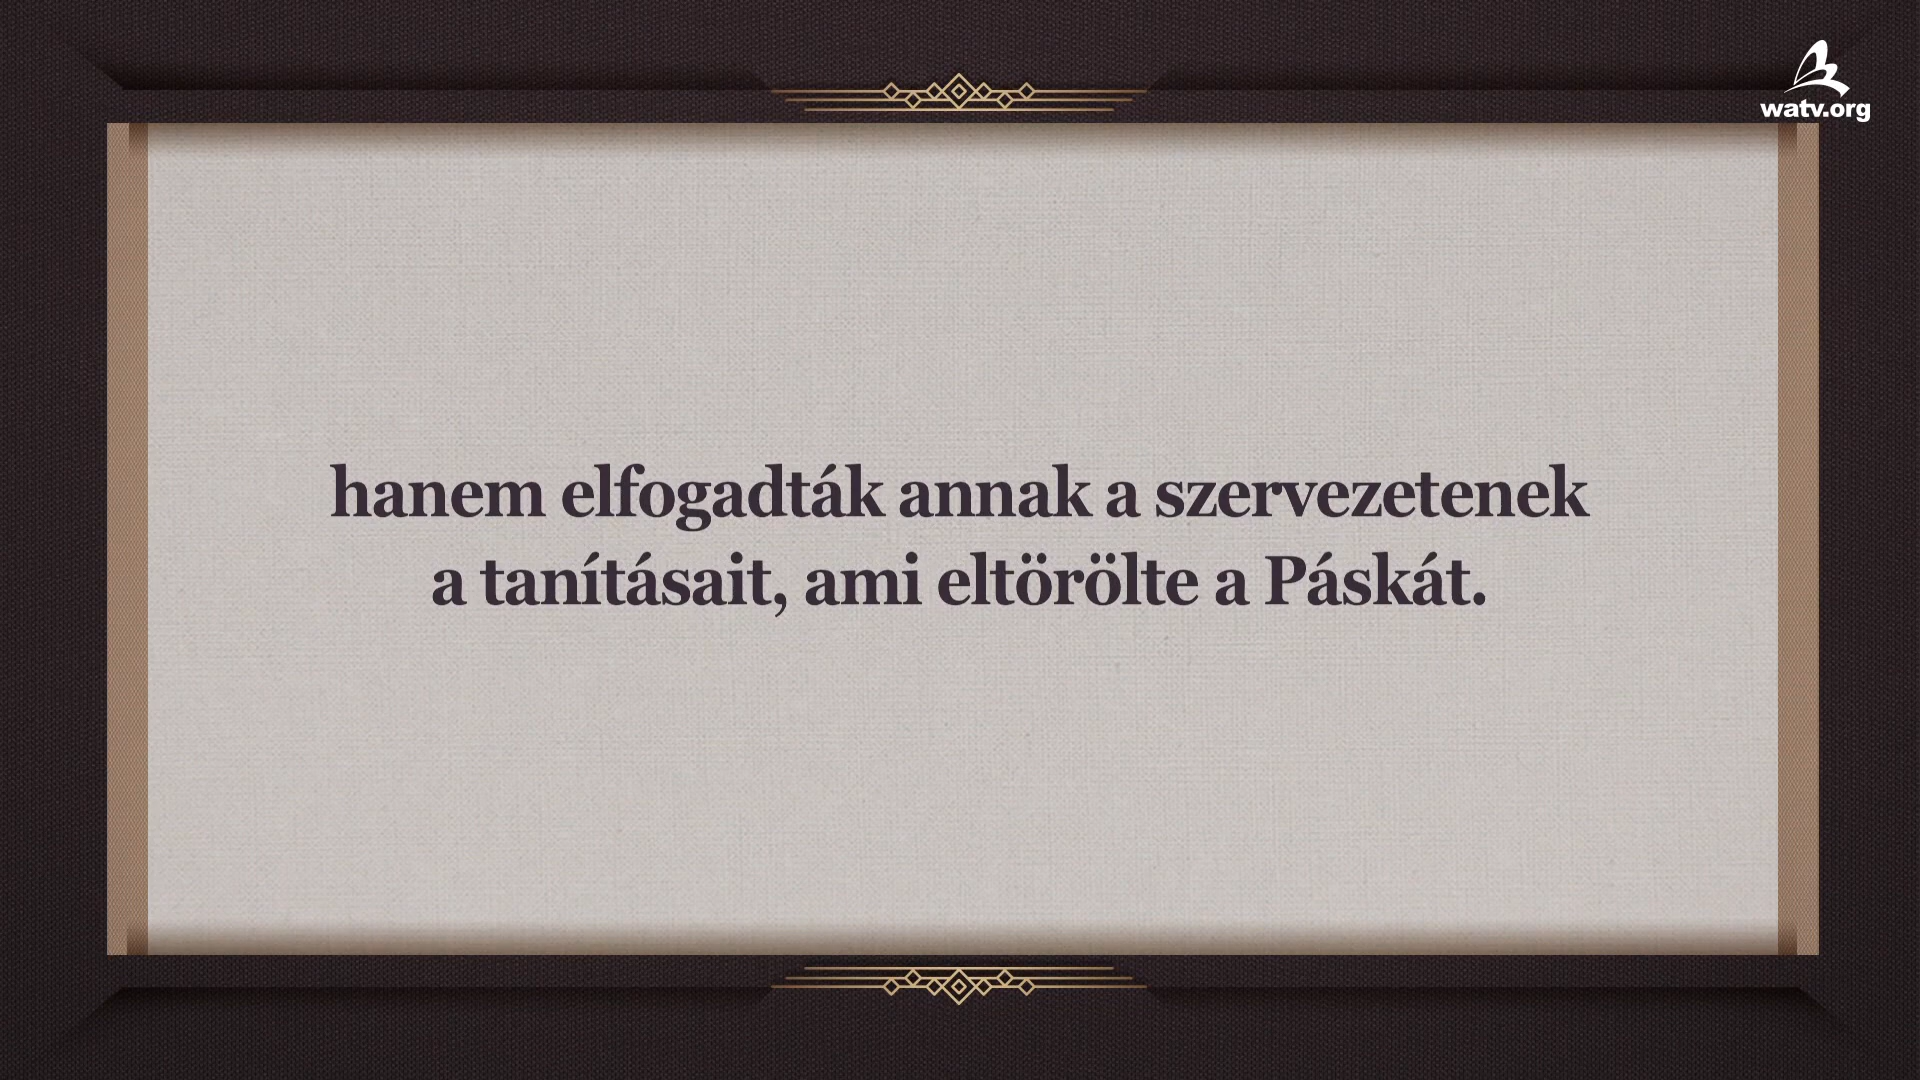 watv.org
hanem elfogadták annak a szervezetenek
a tanításait, ami eltörölte a Páskát.